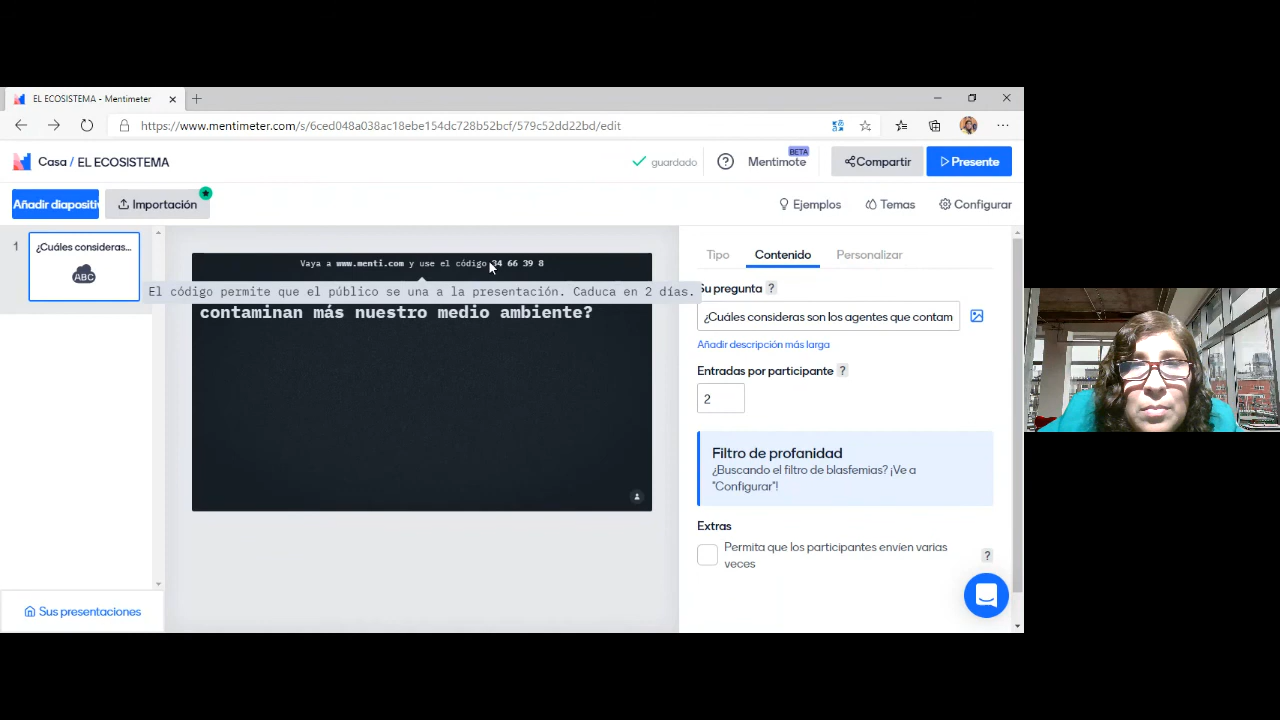 EL ECOSISTEMA - Mentimeter
https://www.mentimeter.com/s/6ced048a038ac18ebe154dc728b52bcf/579c52dd22bd/edit
Casa / EL ECOSISTEMA
guardado
Mentimote
BETA
Compartir
Presente
Añadir diapositiv
Importación
Ejemplos
Temas
Configurar
1
¿Cuáles consideras...
ABC
Vaya a www.menti.com y use el código 34 66 39 8
El código permite que el público se una a la presentación. Caduca en 2 días.
contaminan más nuestro medio ambiente?
Tipo
Contenido
Personalizar
Su pregunta ?
¿Cuáles consideras son los agentes que contam
Añadir descripción más larga
Entradas por participante ?
2
Filtro de profanidad
¿Buscando el filtro de blasfemias? ¡Ve a
"Configurar"!
Extras
Permita que los participantes envíen varias
veces
?
Sus presentaciones